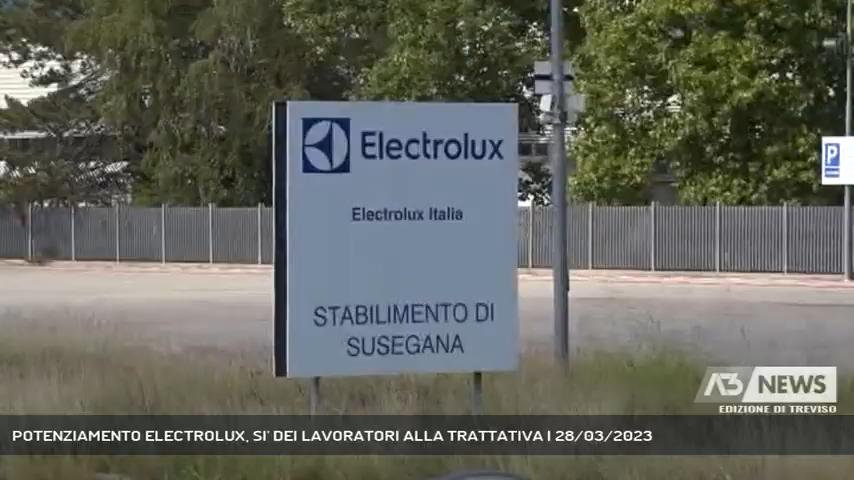 Electrolux
Electrolux Italia
STABILIMENTO DI
SUSEGANA
P
A3 NEWS
EDIZIONE DI TREVISO
POTENZIAMENTO ELECTROLUX, SI' DEI LAVORATORI ALLA TRATTATIVA | 28/03/2023